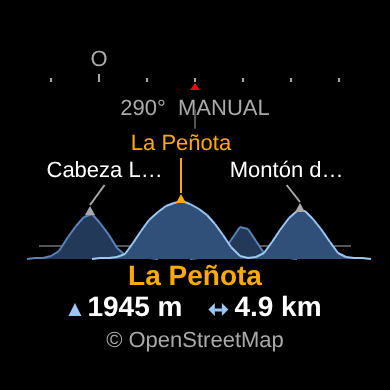 O
290° MANUAL
La Peñota
Cabeza L… Montón d…
La Peñota
1945 m 4.9 km
© OpenStreetMap